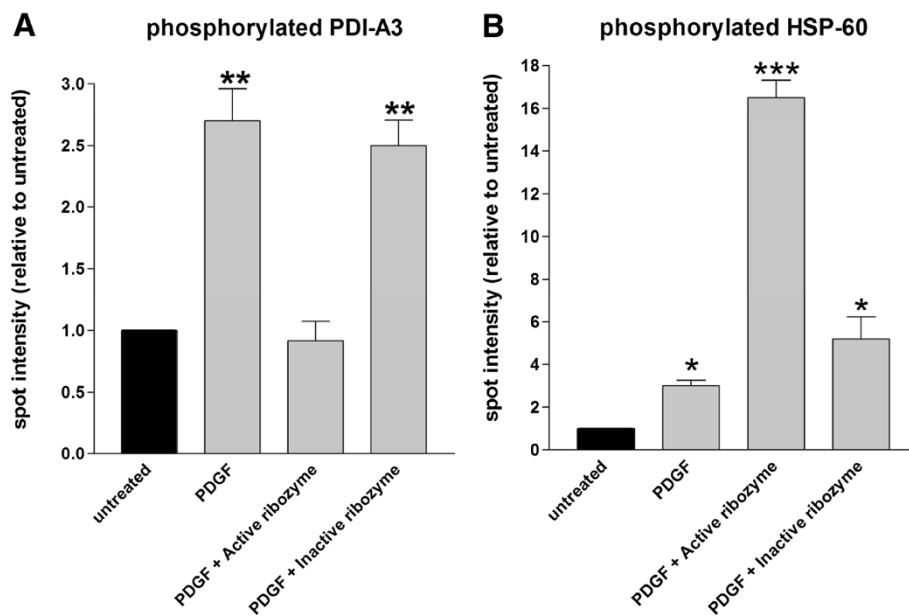 A
phosphorylated PDI-A3
spot intensity (relative to untreated)
3.0
2.5
2.0
1.5
1.0
0.5
0.0
**
**
untreated
PDGF
PDGF + Active ribozyme
PDGF + Inactive ribozyme
B
phosphorylated HSP-60
spot intensity (relative to untreated)
18
16
14
12
10
8
6
4
2
0
*
***
*
untreated
PDGF
PDGF + Active ribozyme
PDGF + Inactive ribozyme